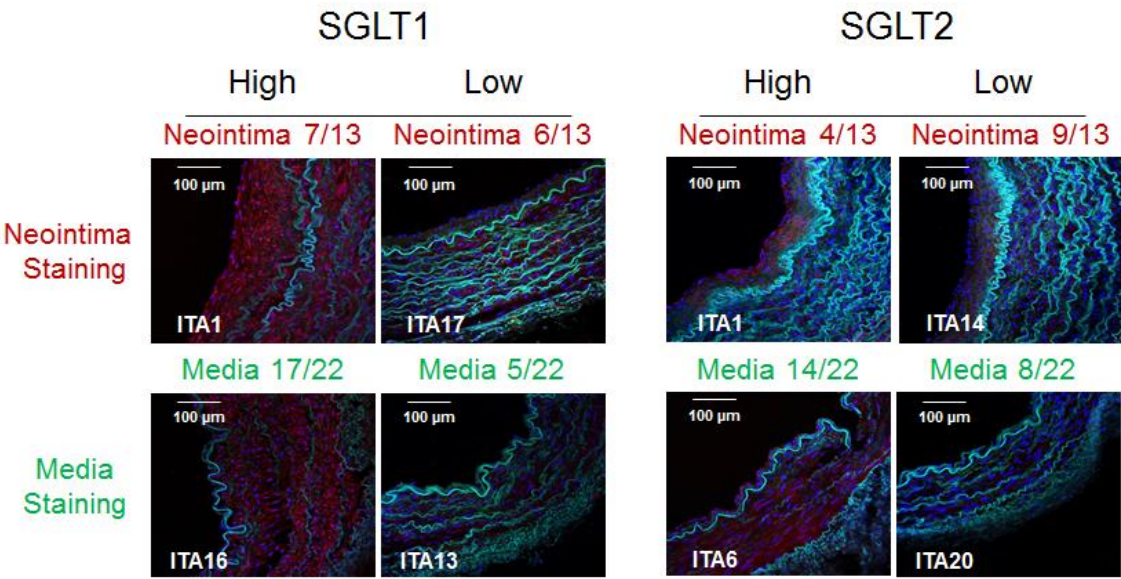 SGLT1 SGLT2
High Low High Low
Neointima 7/13 Neointima 6/13 Neointima 4/13 Neointima 9/13
100 µm 100 µm 100 µm 100 µm
Neointima
Staining
ITA1 ITA17 ITA1 ITA14
Media 17/22 Media 5/22 Media 14/22 Media 8/22
100 µm 100 µm 100 µm 100 µm
Media
Staining
ITA16 ITA13 ITA6 ITA20